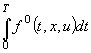 ∫₀ᵀ f⁰(t, x, u)dt